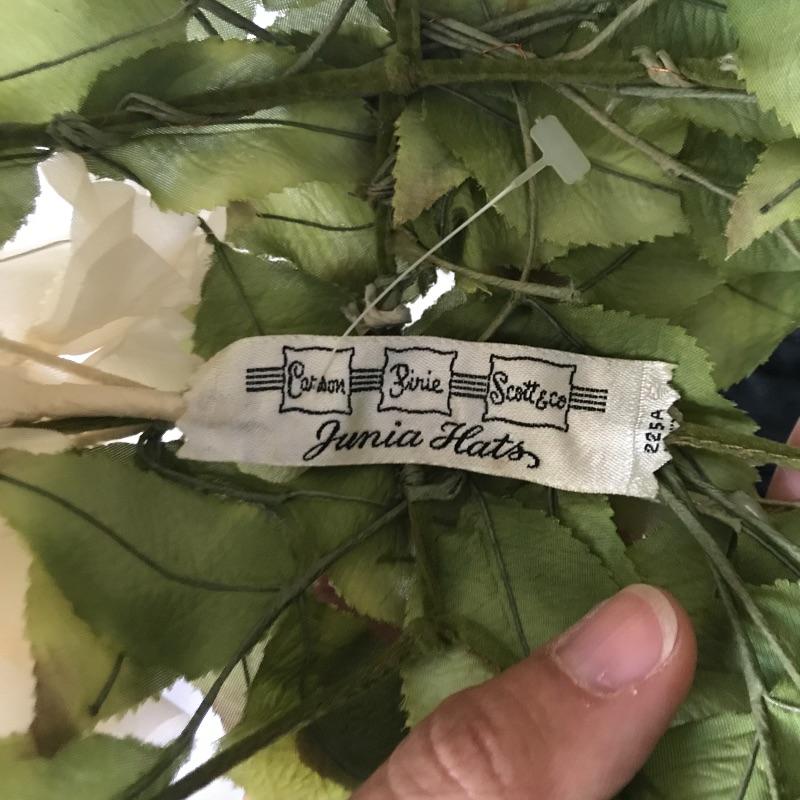 Carson Pirie Scott & co
Junia Hats
225A